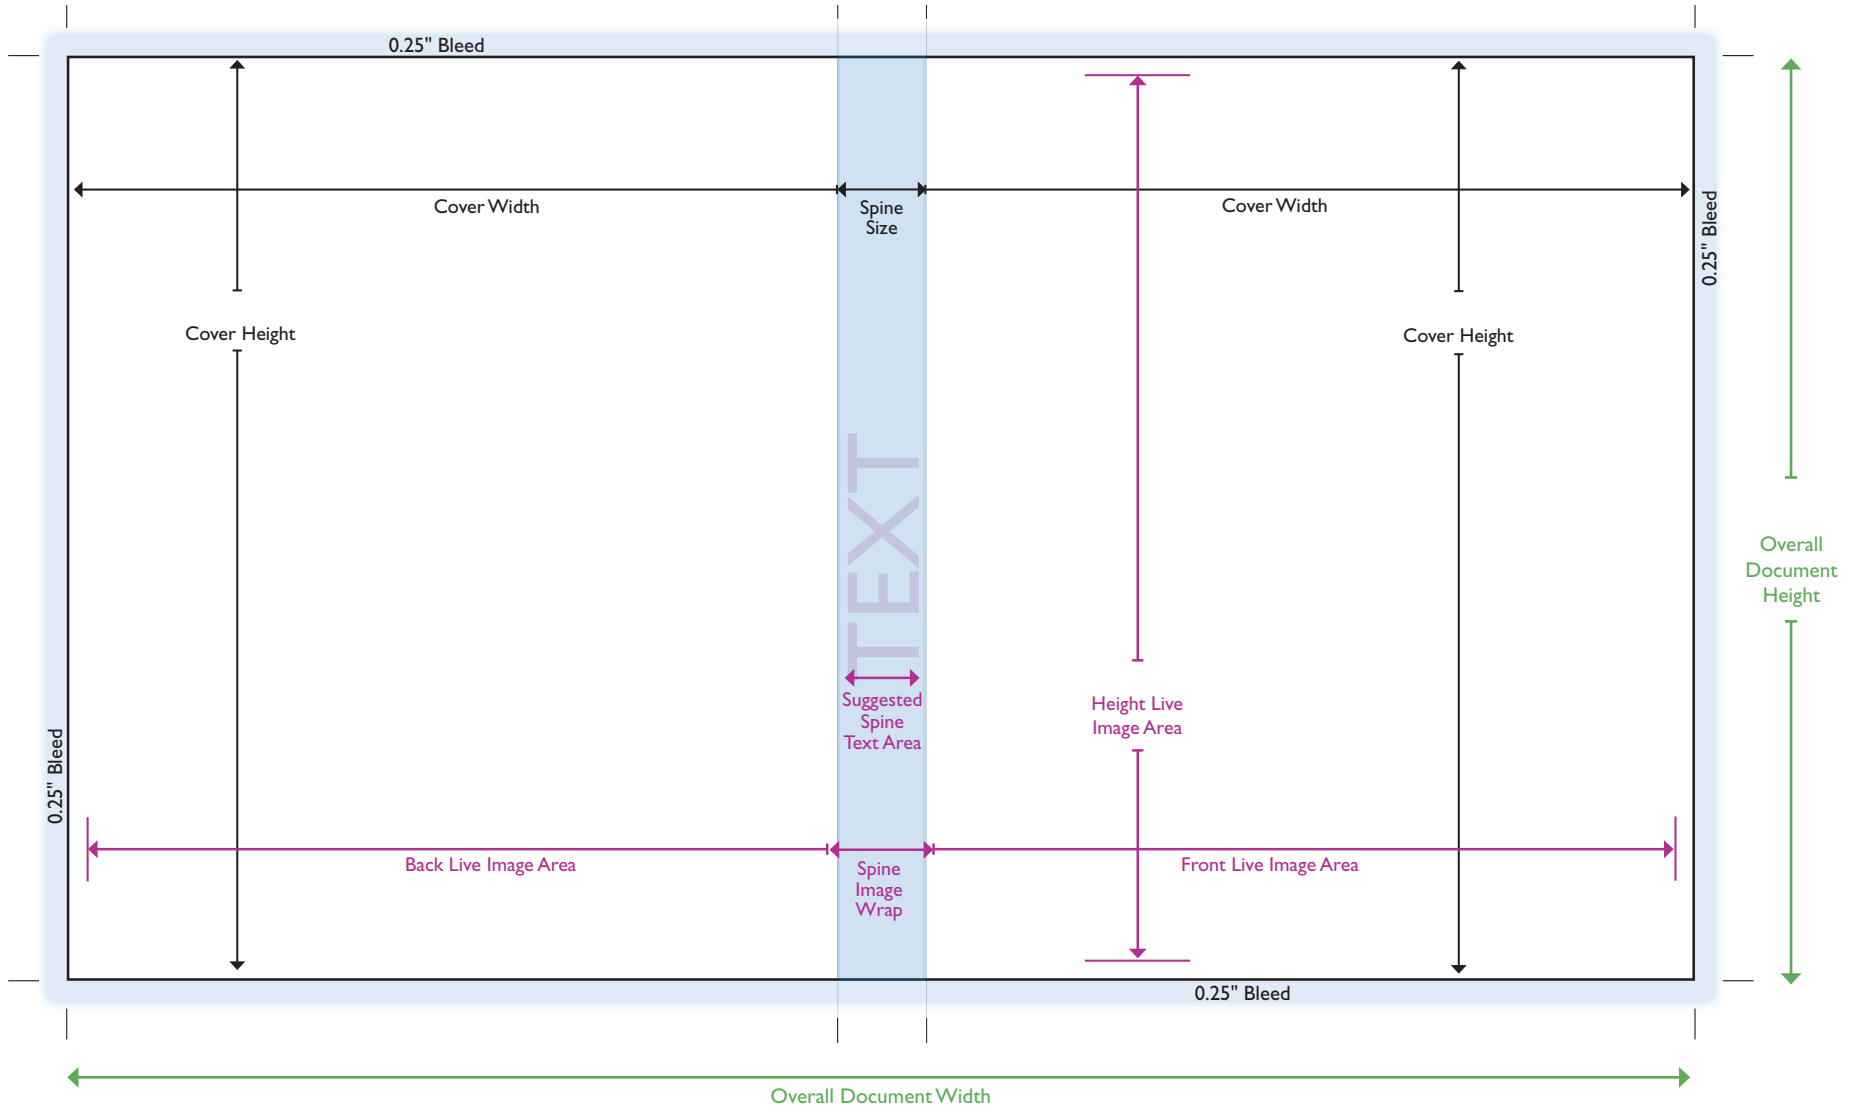 0.25" Bleed
Cover Width
Spine
Size
Cover Width
0.25" Bleed
Cover Height
Cover Height
TEXT
Overall
Document
Height
Suggested
Spine
Text Area
Height Live
Image Area
0.25" Bleed
Back Live Image Area
Spine
Image
Wrap
Front Live Image Area
0.25" Bleed
Overall Document Width